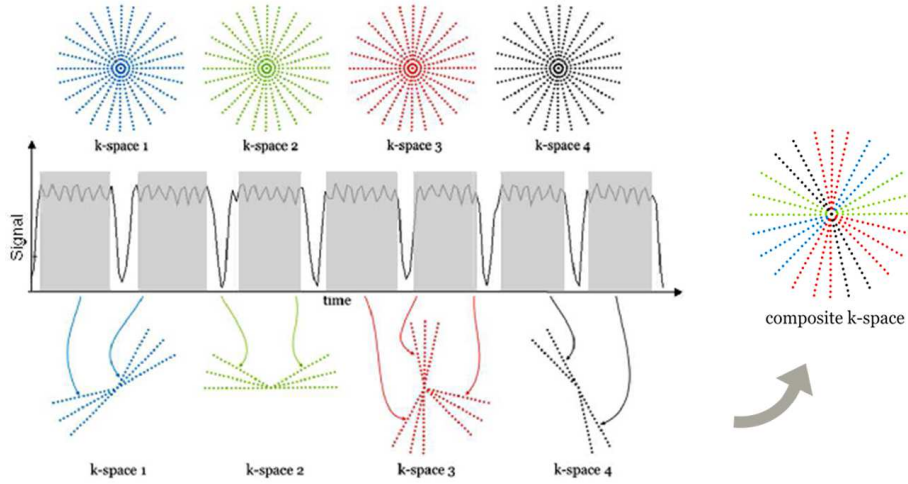 k-space 1 k-space 2 k-space 3 k-space 4
Signal
time
composite k-space
k-space 1 k-space 2 k-space 3 k-space 4